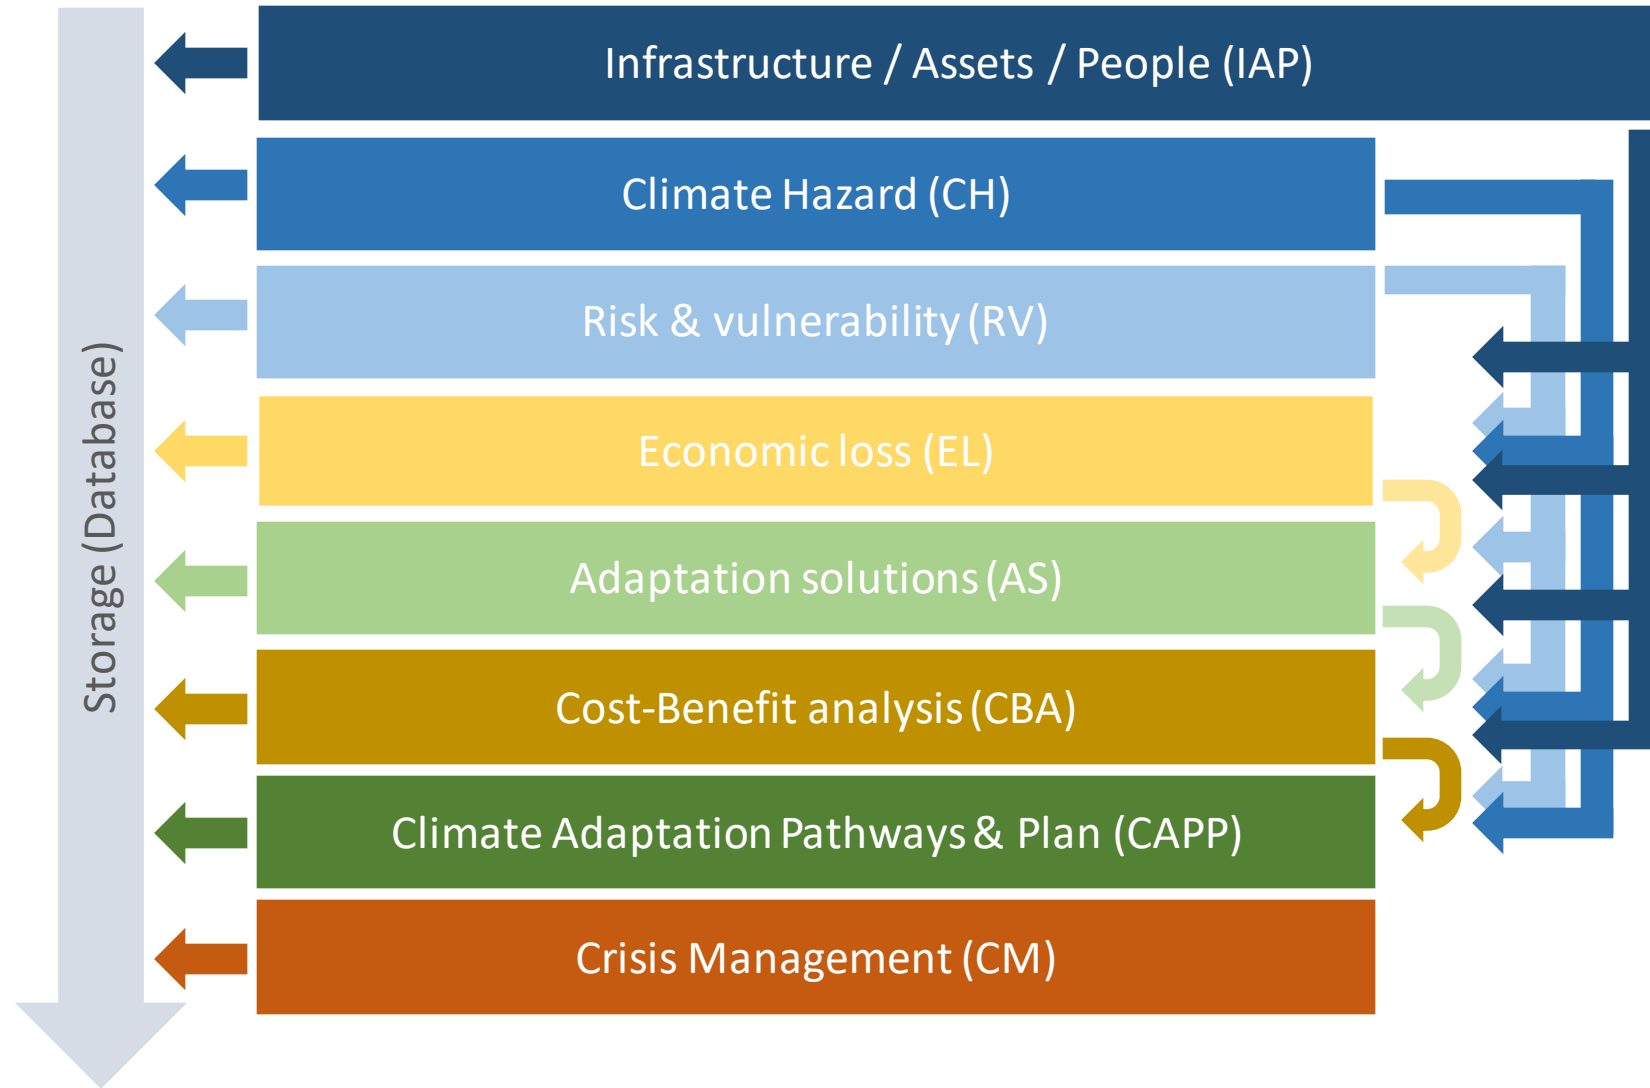 Infrastructure / Assets / People (IAP)
Climate Hazard (CH)
Risk & vulnerability (RV)
Economic loss (EL)
Adaptation solutions (AS)
Cost-Benefit analysis (CBA)
Climate Adaptation Pathways & Plan (CAPP)
Crisis Management (CM)
Storage (Database)